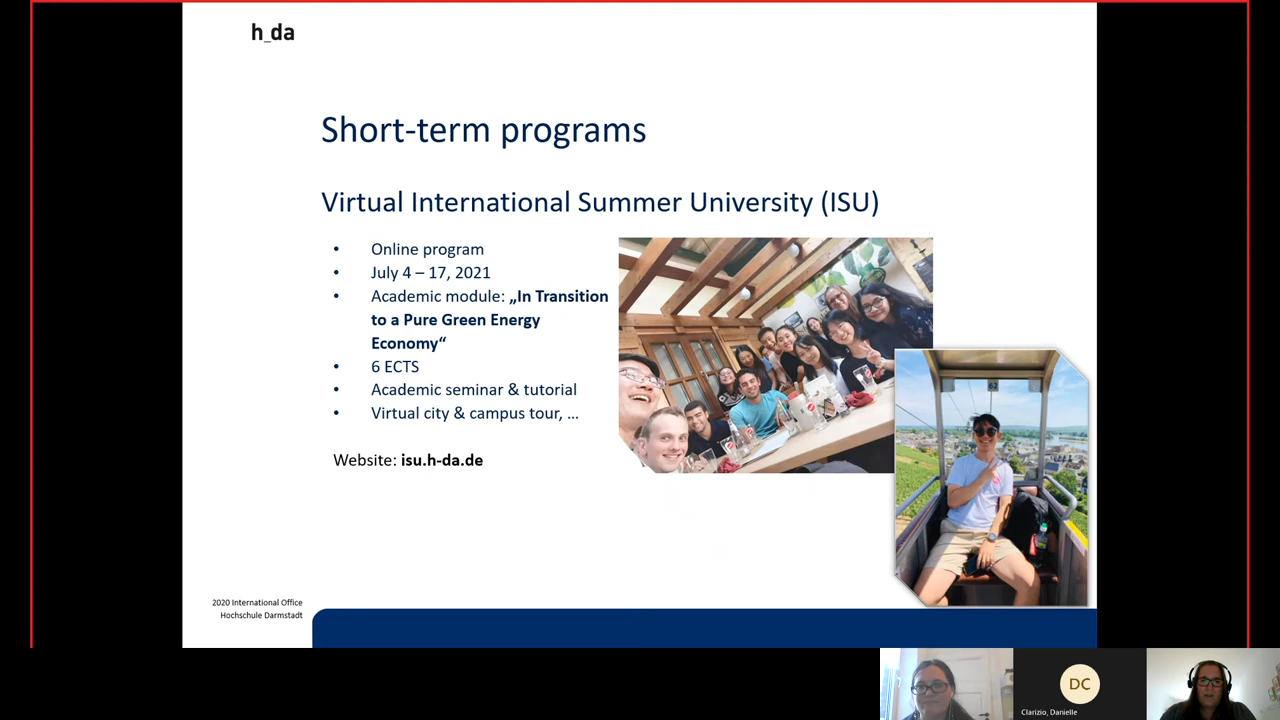 h_da
Short-term programs
Virtual International Summer University (ISU)
• Online program
• July 4 – 17, 2021
• Academic module: „In Transition
to a Pure Green Energy
Economy“
• 6 ECTS
• Academic seminar & tutorial
• Virtual city & campus tour, ...
Website: isu.h-da.de
2020 International Office
Hochschule Darmstadt
62
DC
Clarizio, Danielle